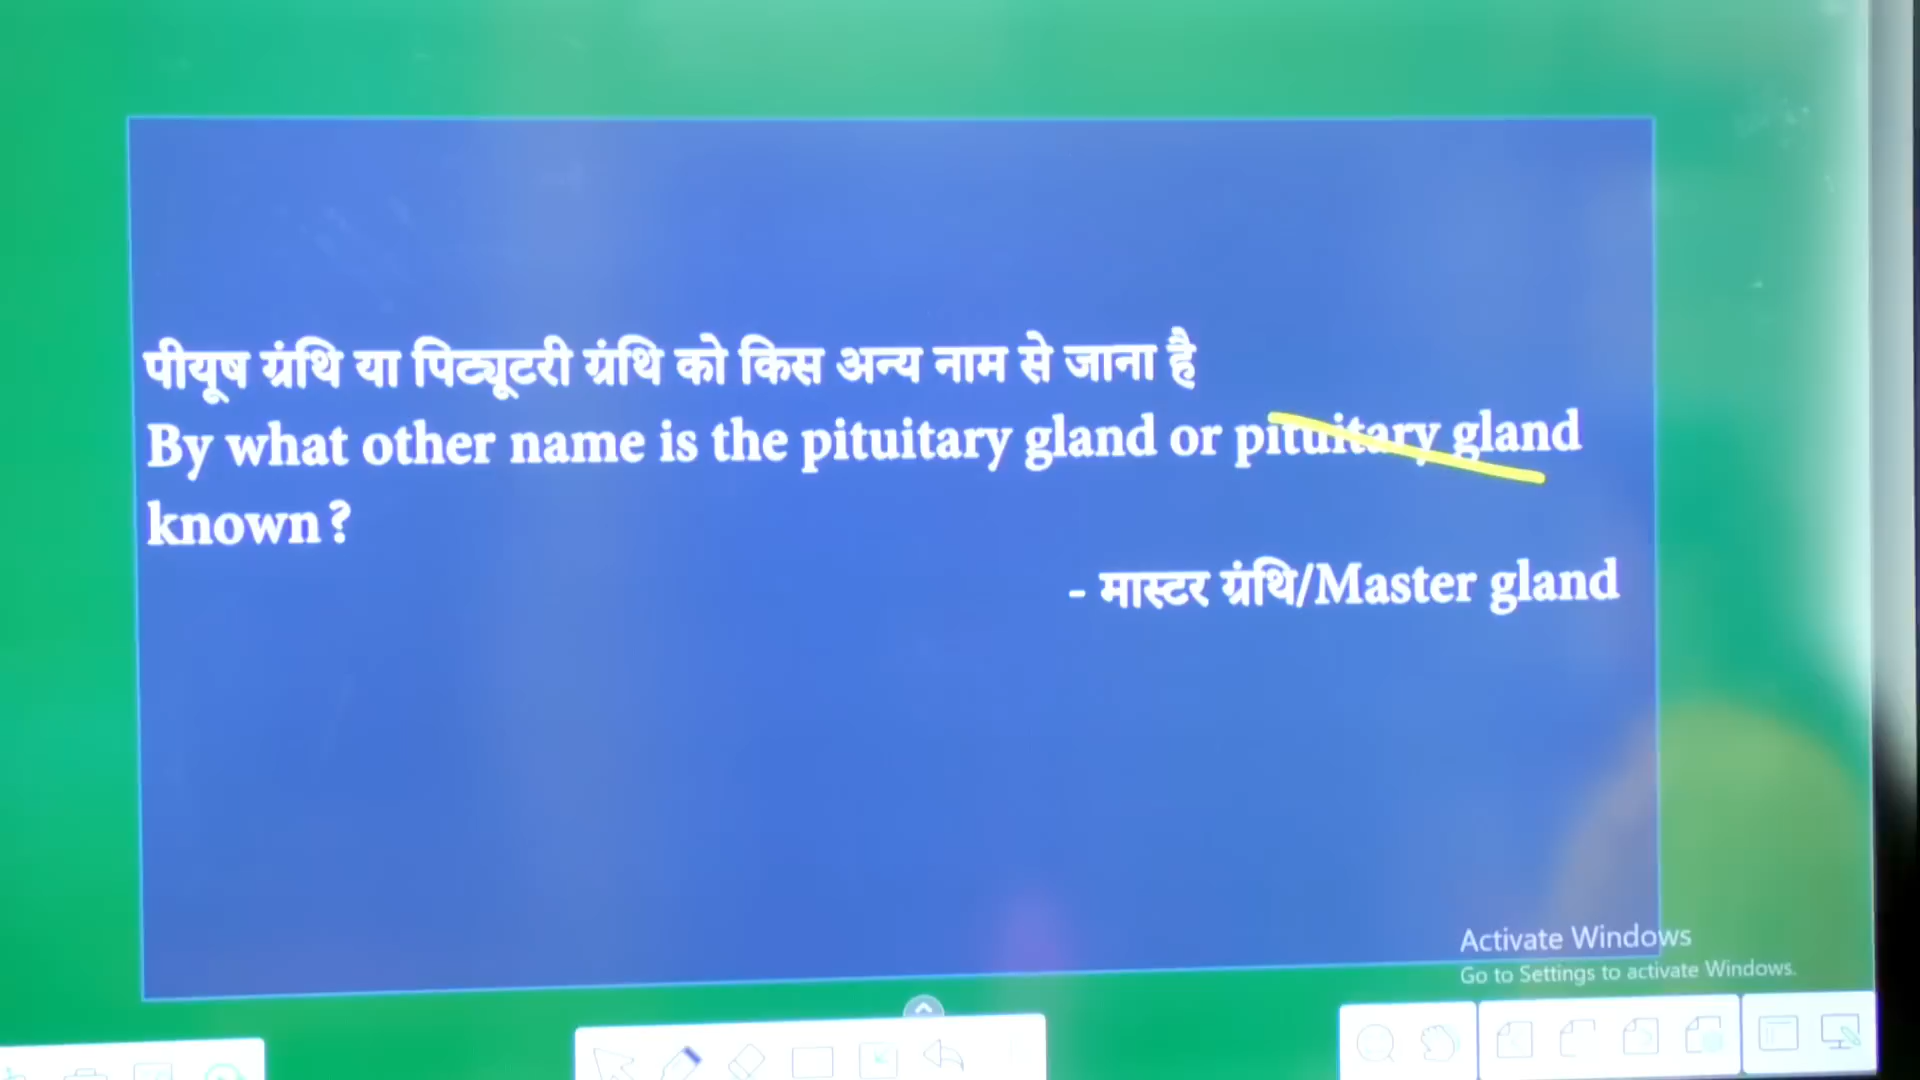 पीयूष ग्रंथि या पिट्यूटरी ग्रंथि को किस अन्य नाम से जाना है
By what other name is the pituitary gland or pituitary gland
known?
- मास्टर ग्रंथि/Master gland
Activate Windows
Go to Settings to activate Windows.